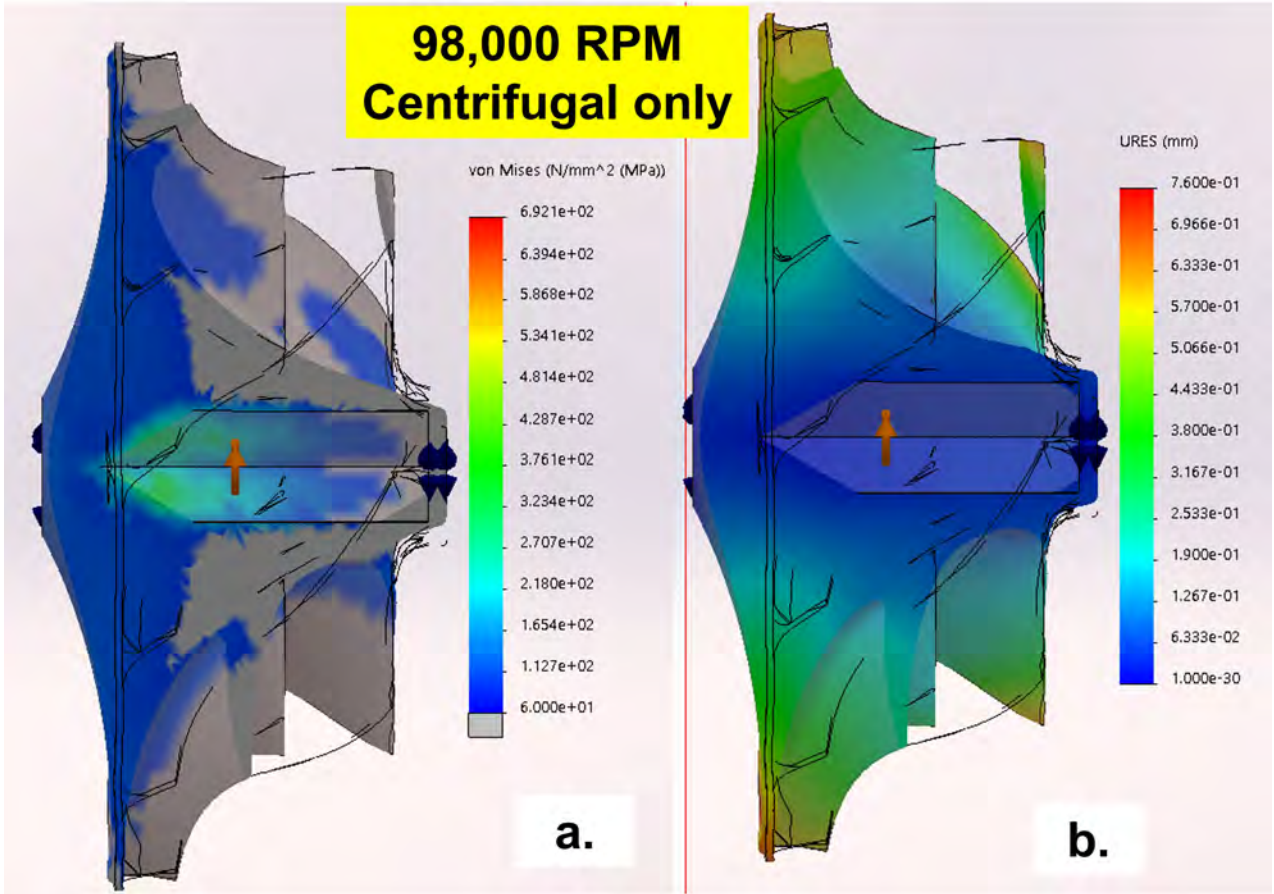 98,000 RPM
Centrifugal only
von Mises (N/mm^2 (MPa))
6.921e+02
6.394e+02
5.868e+02
5.341e+02
4.814e+02
4.287e+02
3.761e+02
3.234e+02
2.707e+02
2.180e+02
1.654e+02
1.127e+02
6.000e+01
a.
URES (mm)
7.600e-01
6.966e-01
6.333e-01
5.700e-01
5.066e-01
4.433e-01
3.800e-01
3.167e-01
2.533e-01
1.900e-01
1.267e-01
6.333e-02
1.000e-30
b.